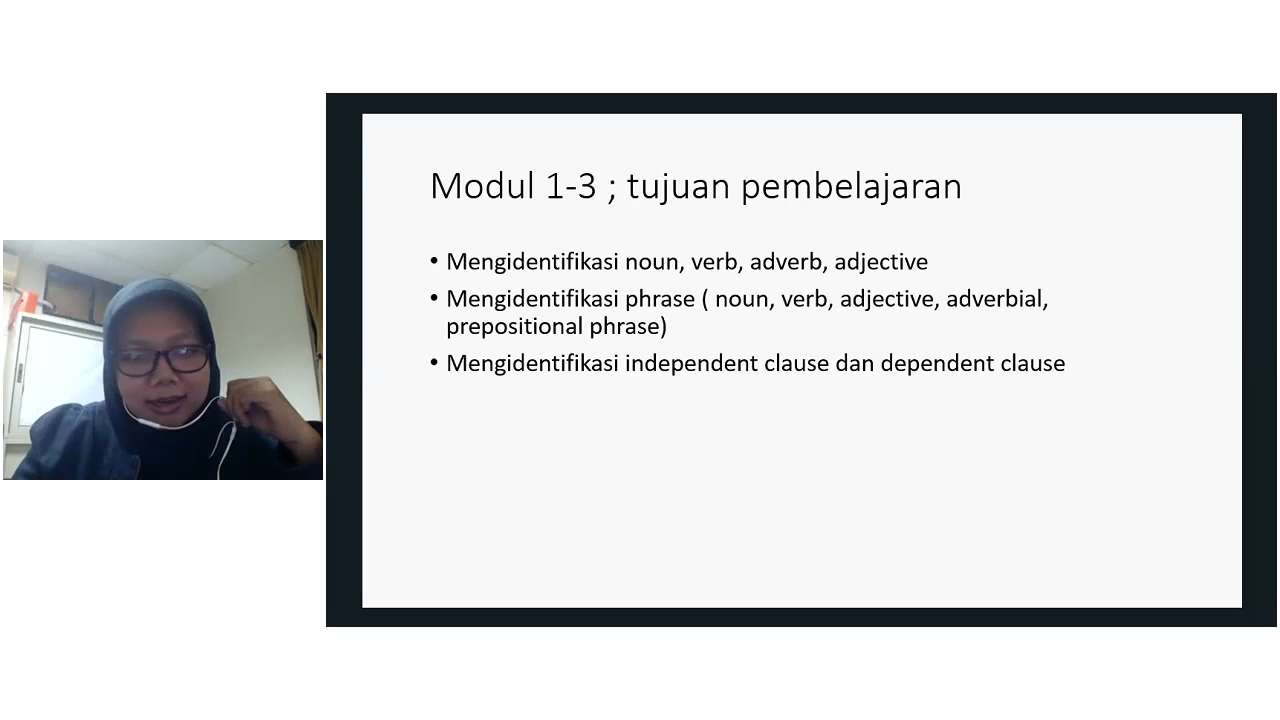 Modul 1-3 ; tujuan pembelajaran
• Mengidentifikasi noun, verb, adverb, adjective
• Mengidentifikasi phrase ( noun, verb, adjective, adverbial,
prepositional phrase)
• Mengidentifikasi independent clause dan dependent clause